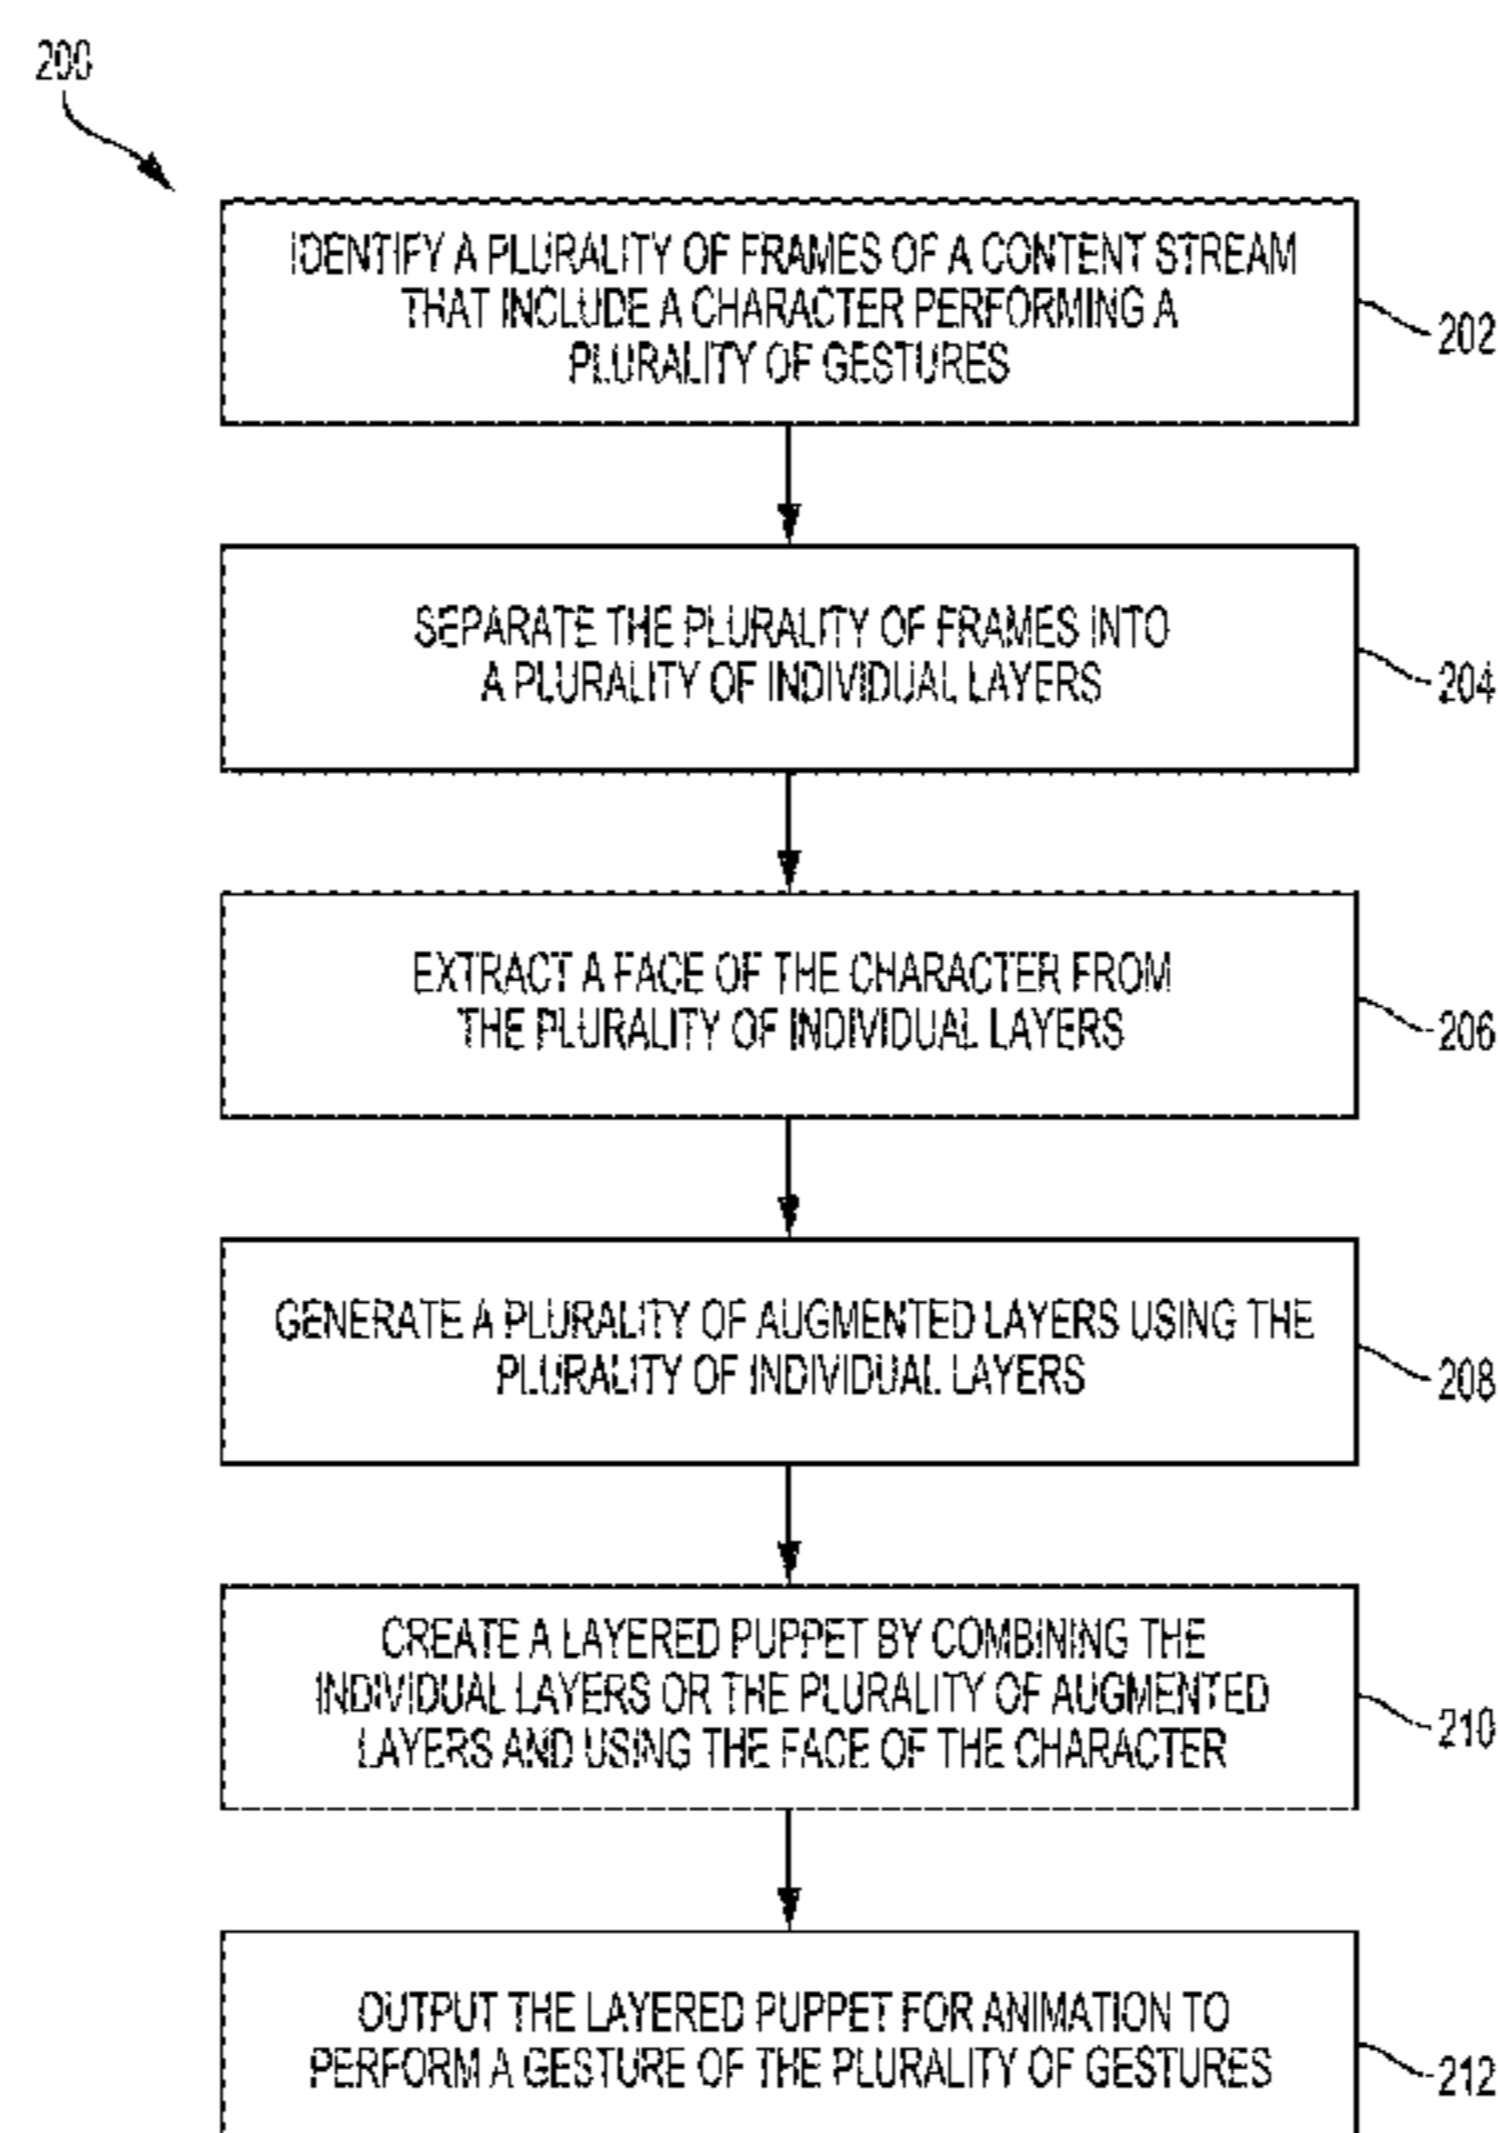 200
IDENTIFY A PLURALITY OF FRAMES OF A CONTENT STREAM
THAT INCLUDE A CHARACTER PERFORMING A
PLURALITY OF GESTURES
202
SEPARATE THE PLURALITY OF FRAMES INTO
A PLURALITY OF INDIVIDUAL LAYERS
204
EXTRACT A FACE OF THE CHARACTER FROM
THE PLURALITY OF INDIVIDUAL LAYERS
206
GENERATE A PLURALITY OF AUGMENTED LAYERS USING THE
PLURALITY OF INDIVIDUAL LAYERS
208
CREATE A LAYERED PUPPET BY COMBINING THE
INDIVIDUAL LAYERS OR THE PLURALITY OF AUGMENTED
LAYERS AND USING THE FACE OF THE CHARACTER
210
OUTPUT THE LAYERED PUPPET FOR ANIMATION TO
PERFORM A GESTURE OF THE PLURALITY OF GESTURES
212